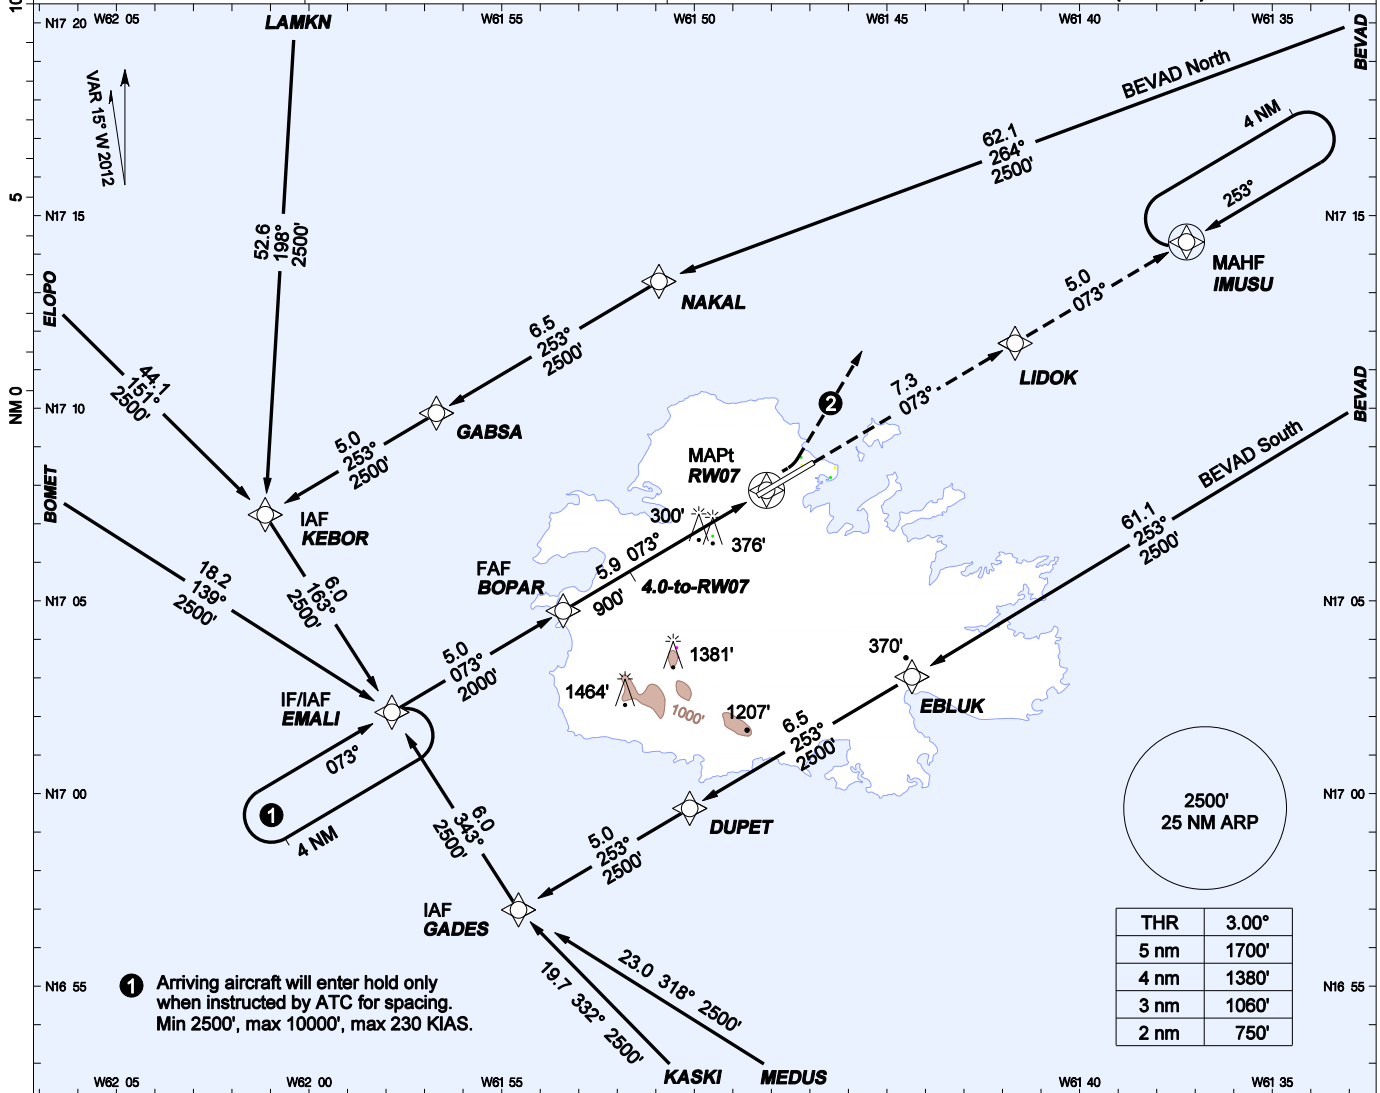 W62 05
W61 55
W61 50
W61 45
W61 40
W61 35
10
N17 20
LAMKN
BEVAD
VAR 15° W 2012
BEVAD North
4 NM
62.1
264°
2500'
5
N17 15
253°
N17 15
52.6
198°
2500'
MAHF
IMUSU
5.0
073°
ELOPO
NAKAL
6.5
253°
2500'
LIDOK
44.1
151°
2500'
7.3
073°
2
BEVAD
NM 0
N17 10
GABSA
5.0
253°
2500'
BEVAD South
MAPt
RW07
BOMET
IAF
KEBOR
300'
376'
61.1
253°
2500'
FAF
BOPAR
5.9 073°
900'
4.0-to-RW07
18.2
139°
2500'
6.0
163°
2500'
N17 05
N17 05
5.0
073°
2000'
1381'
370'
1464'
1000'
1207'
IF/IAF
EMALI
EBLUK
073°
6.5
253°
2500'
N17 00
N17 00
1
4 NM
6.0
343°
2500'
DUPET
2500'
25 NM ARP
5.0
253°
2500'
IAF
GADES
THR 3.00°
5 nm 1700'
4 nm 1380'
3 nm 1060'
2 nm 750'
23.0 318° 2500'
19.7 332° 2500'
N16 55
N16 55
1 Arriving aircraft will enter hold only
when instructed by ATC for spacing.
Min 2500', max 10000', max 230 KIAS.
KASKI
MEDUS
W62 05
W62 00
W61 55
W61 40
W61 35